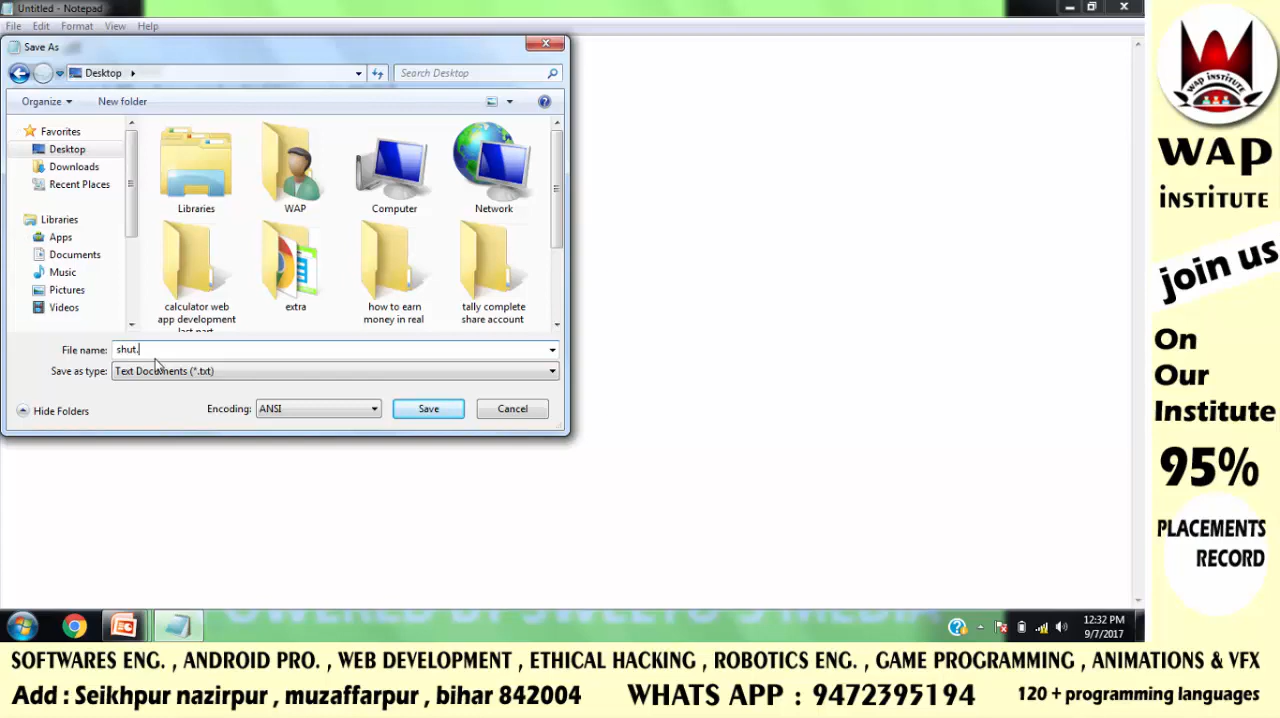 Untitled - Notepad
File Edit Format View Help
Save As
Desktop
Search Desktop
Organize New folder
Favorites
Desktop
Downloads
Recent Places
Libraries
Apps
Documents
Music
Pictures
Videos
Libraries WAP Computer Network
calculator web
app development
last part
extra
how to earn
money in real
tally complete
share account
File name: shut.
Save as type: Text Documents (*.txt)
Hide Folders
Encoding: ANSI Save Cancel
12:32 PM
9/7/2017
WAP INSTITUTE
WAP
INSTITUTE
join us
On
Our
Institute
95%
PLACEMENTS
RECORD
SOFTWARES ENG. , ANDROID PRO. , WEB DEVELOPMENT , ETHICAL HACKING , ROBOTICS ENG. , GAME PROGRAMMING , ANIMATIONS & VFX
Add : Seikhpur nazirpur , muzaffarpur , bihar 842004 WHATS APP : 9472395194 120 + programming languages